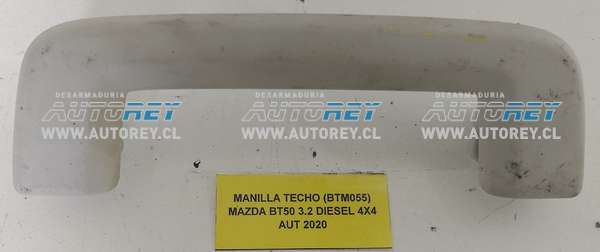 DESARMADURIA DESARMADURIA DESARMADURIA
AUTOREY AUTOREY AUTOREY
WWW.AUTOREY.CL WWW.AUTOREY.CL WWW.AUTOREY.CL
MANILLA TECHO (BTM055)
MAZDA BT50 3.2 DIESEL 4X4
AUT 2020